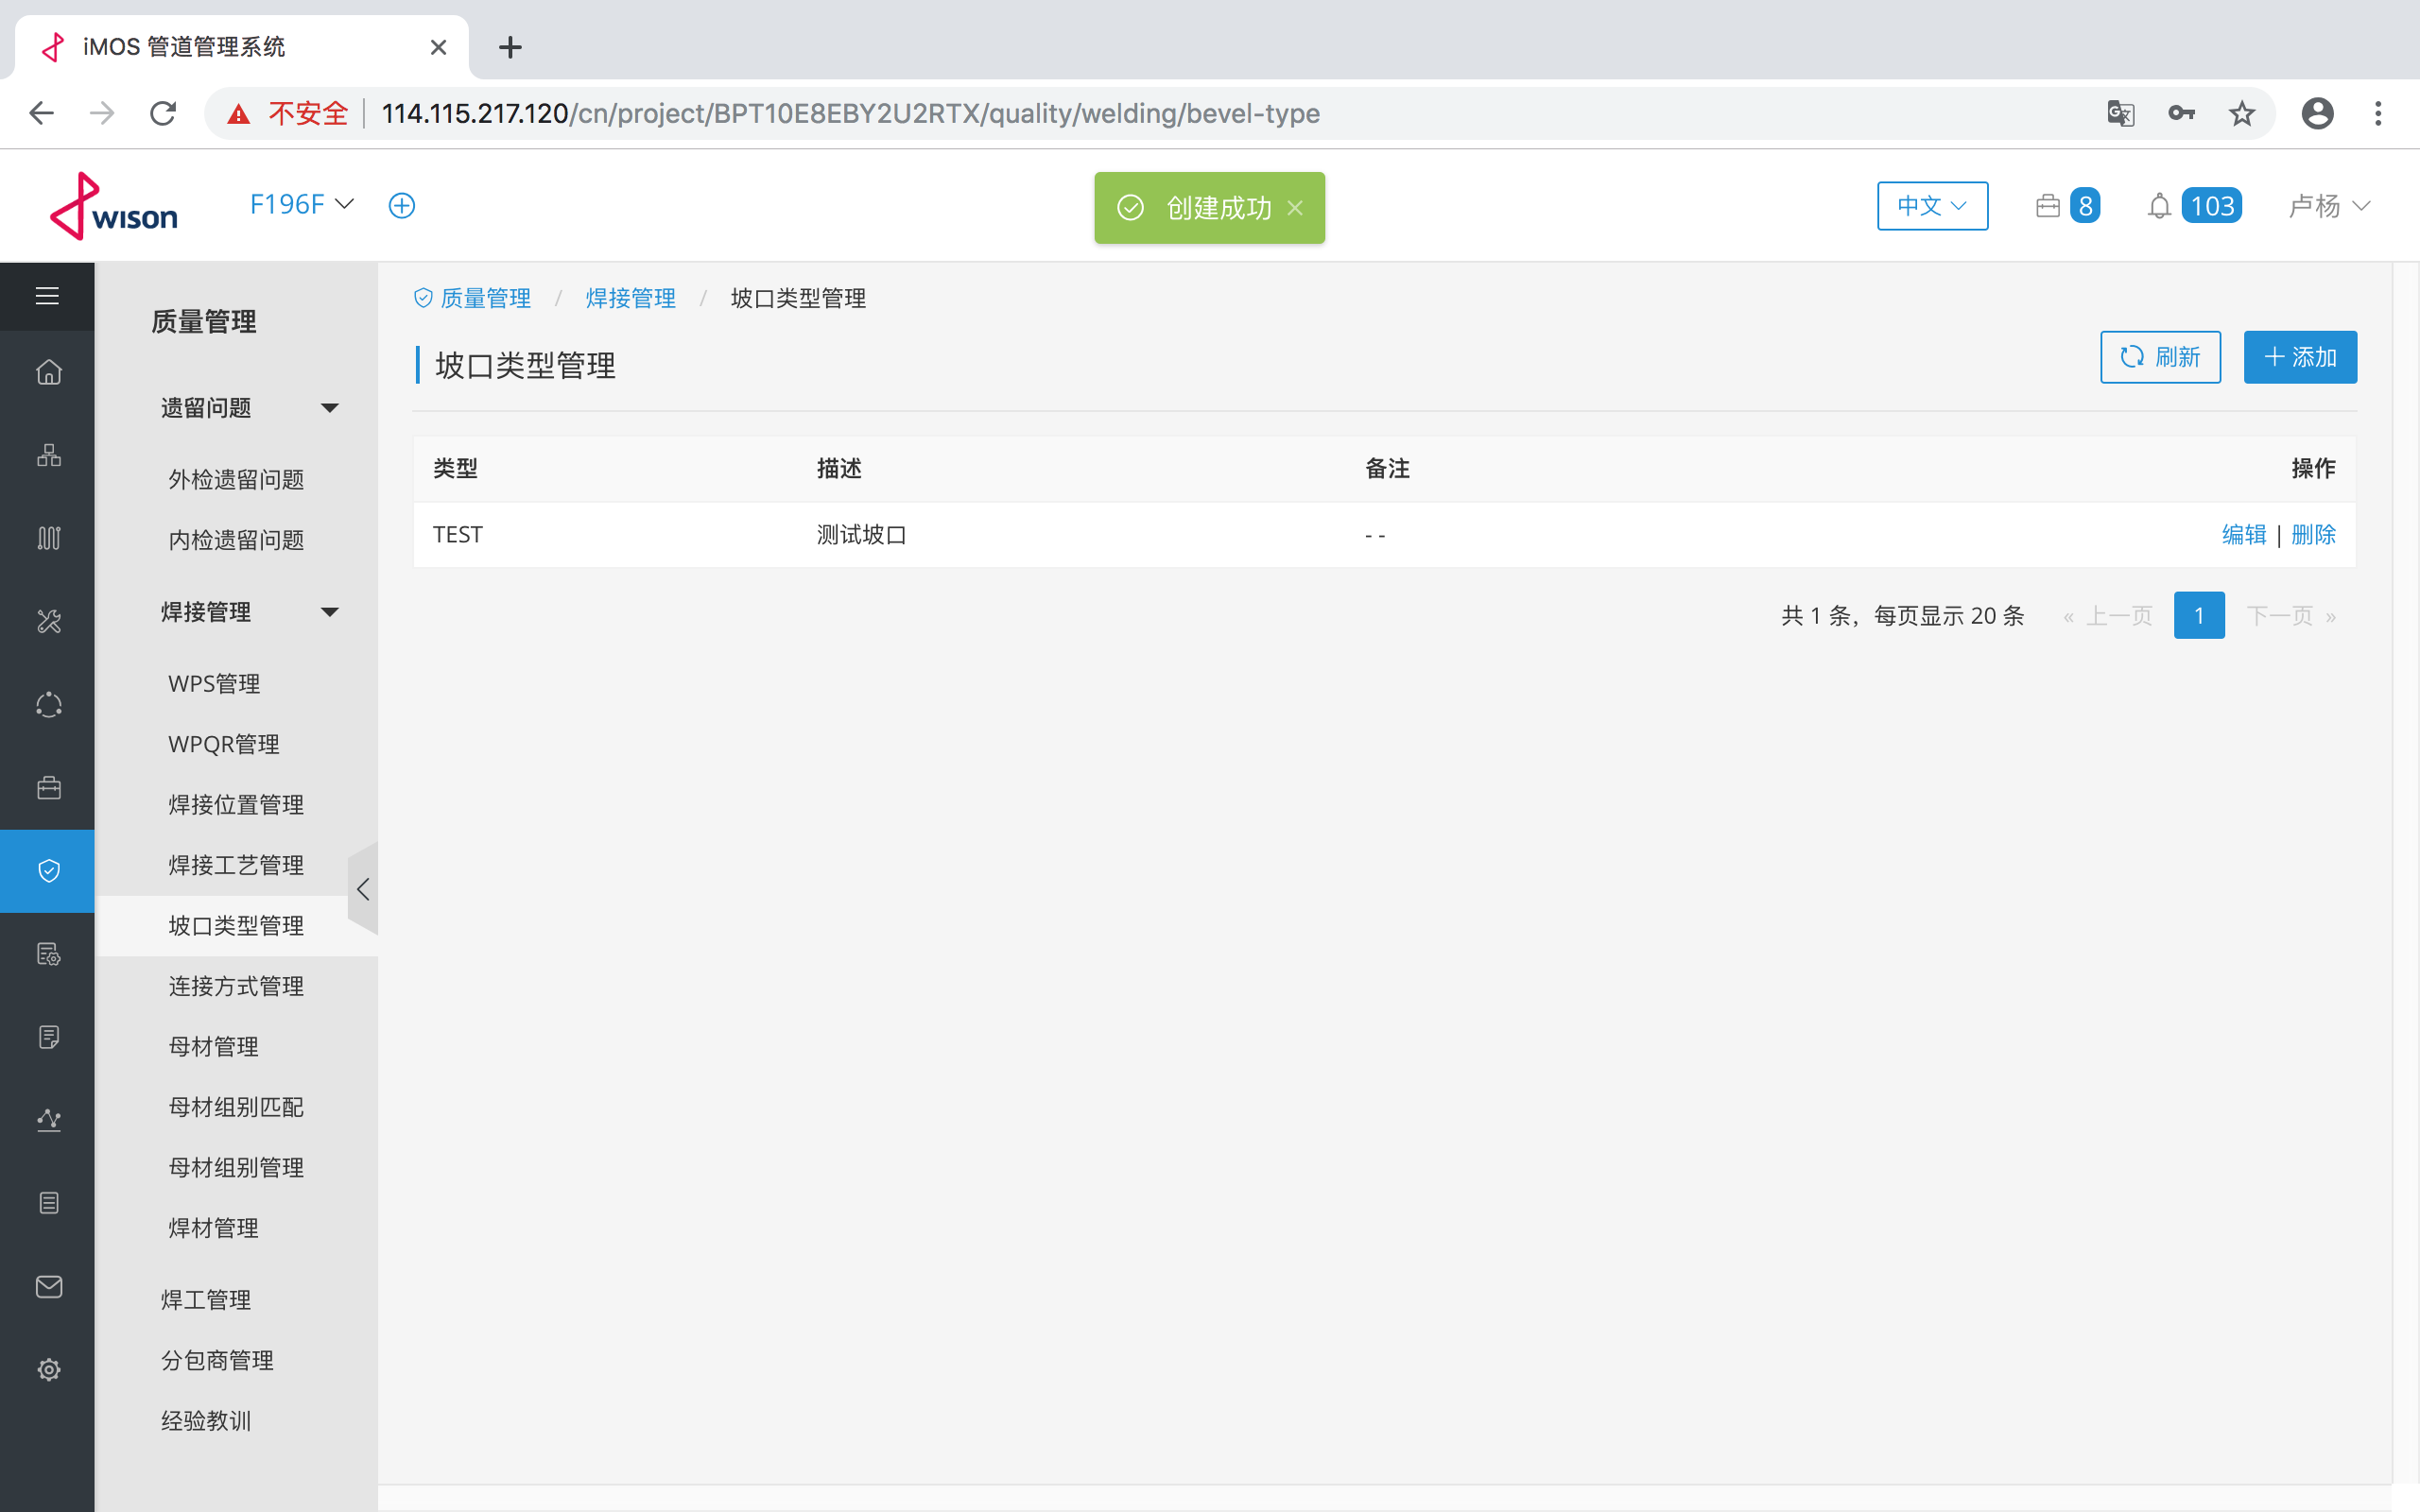 iMOS 管道管理系统
不安全 114.115.217.120/cn/project/BPT10E8EBY2U2RTX/quality/welding/bevel-type
wison
F196F
创建成功
中文
8
103
卢杨
质量管理
遗留问题
外检遗留问题
内检遗留问题
焊接管理
WPS管理
WPQR管理
焊接位置管理
焊接工艺管理
坡口类型管理
连接方式管理
母材管理
母材组别匹配
母材组别管理
焊材管理
焊工管理
分包商管理
经验教训
质量管理 / 焊接管理 / 坡口类型管理
坡口类型管理
刷新
添加
类型 描述 备注 操作
TEST 测试坡口 - - 编辑 | 删除
共 1 条，每页显示 20 条 « 上一页 1 下一页 »